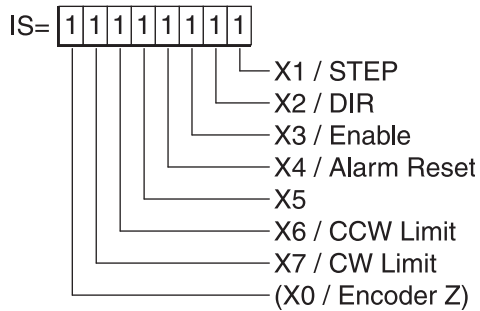 IS= 1 1 1 1 1 1 1 1
X1 / STEP
X2 / DIR
X3 / Enable
X4 / Alarm Reset
X5
X6 / CCW Limit
X7 / CW Limit
(X0 / Encoder Z)